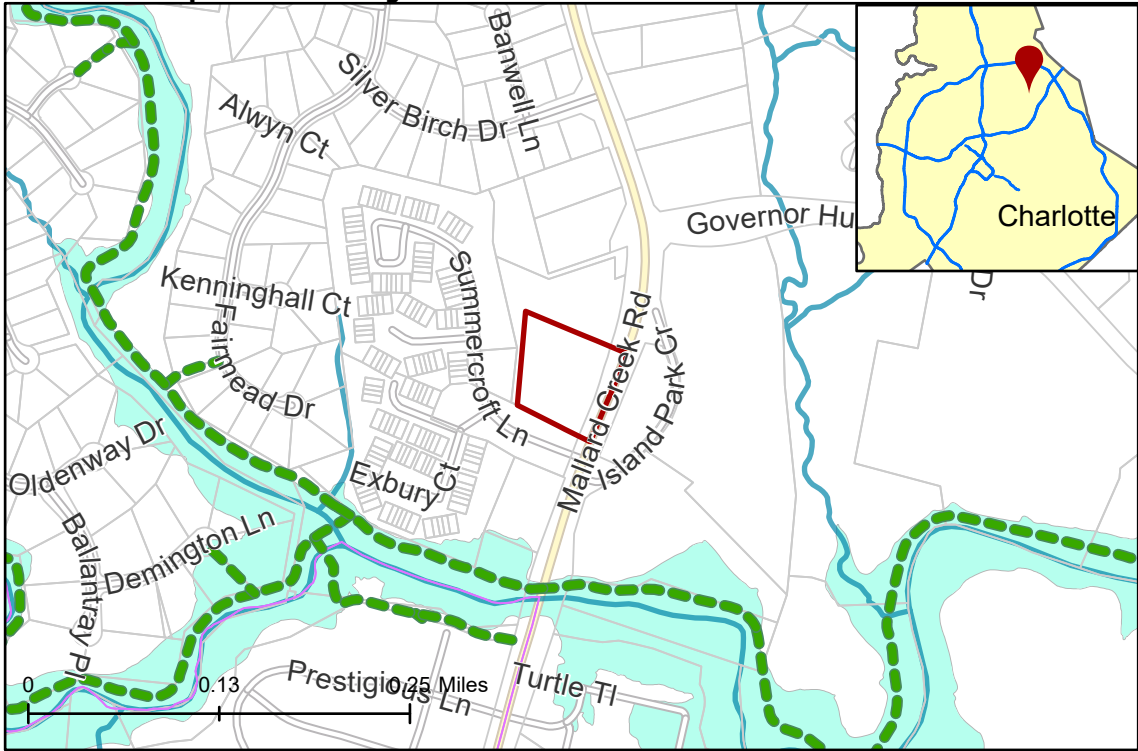 Banwell Ln
Silver Birch Dr
Alwyn Ct
Governor Hu
Charlotte
Dr
Kenninghall Ct
Fairmead Dr
Summercroft Ln
Mallard Creek Rd
Island Park Cr
Oldenway Dr
Exbury Ct
Ballantray Pl
Demington Ln
Prestigious Ln
Turtle Tl
0 0.13 0.25 Miles